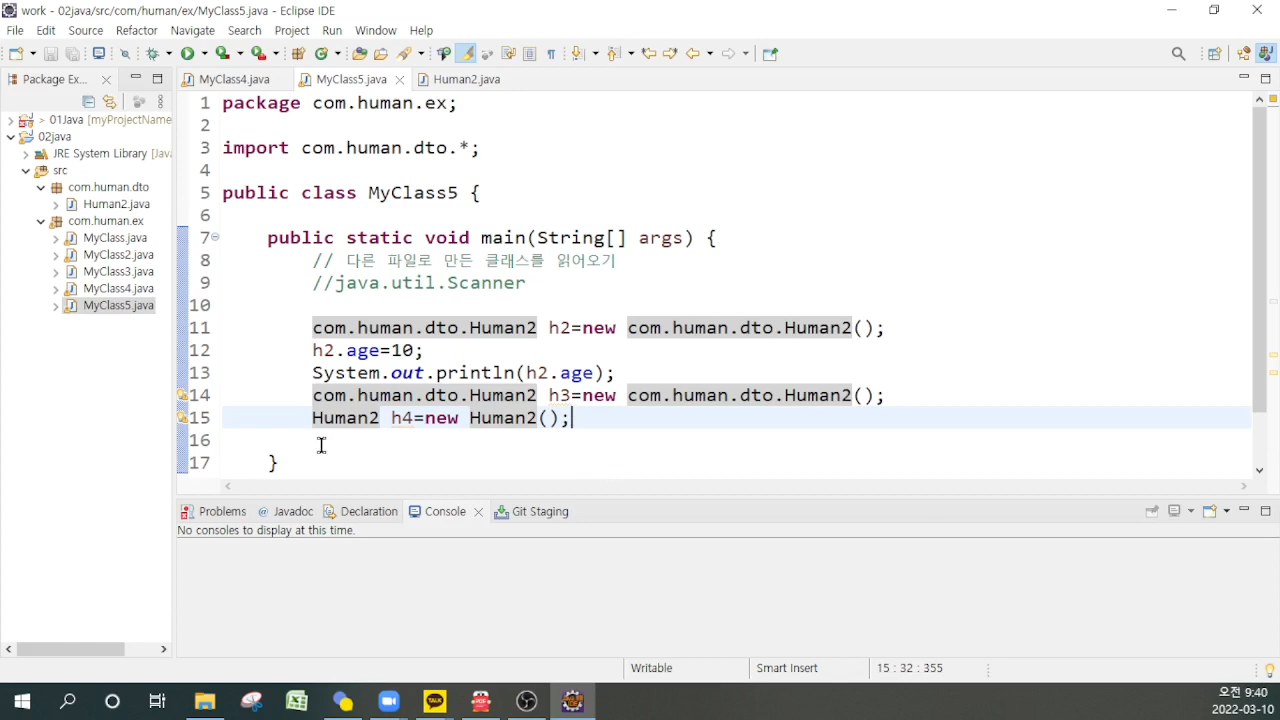 work - 02java/src/com/human/ex/MyClass5.java - Eclipse IDE
File Edit Source Refactor Navigate Search Project Run Window Help
Package Ex...
MyClass4.java MyClass5.java Human2.java
> 01Java [myProjectName
02java
JRE System Library [Java
src
com.human.dto
Human2.java
com.human.ex
MyClass.java
MyClass2.java
MyClass3.java
MyClass4.java
MyClass5.java
1 package com.human.ex;
2
3 import com.human.dto.*;
4
5 public class MyClass5 {
6
7 public static void main(String[] args) {
8 // 다른 파일로 만든 클래스를 읽어오기
9 //java.util.Scanner
10
11 com.human.dto.Human2 h2=new com.human.dto.Human2();
12 h2.age=10;
13 System.out.println(h2.age);
14 com.human.dto.Human2 h3=new com.human.dto.Human2();
15 Human2 h4=new Human2();
16
17 }
Problems @ Javadoc Declaration Console Git Staging
No consoles to display at this time.
Writable Smart Insert 15 : 32 : 355
TALK
PDF
오전 9:40
2022-03-10